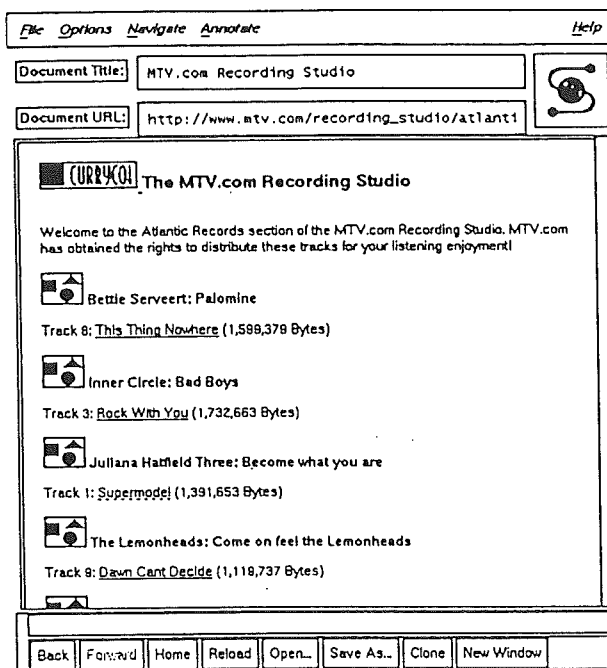 File Options Navigate Annotate Help
Document Title: MTV.com Recording Studio
Document URL: http://www.mtv.com/recording_studio/atlanti
The MTV.com Recording Studio
Welcome to the Atlantic Records section of the MTV.com Recording Studio. MTV.com
has obtained the rights to distribute these tracks for your listening enjoyment!
Bettie Serveert: Palomine
Track 8: This Thing Nowhere (1,599,379 Bytes)
Inner Circle: Bad Boys
Track 3: Rock With You (1,732,663 Bytes)
Juliana Hatfield Three: Become what you are
Track 1: Supermodel (1,391,653 Bytes)
The Lemonheads: Come on feel the Lemonheads
Track 9: Dawn Cant Decide (1,119,737 Bytes)
Back Forward Home Reload Open... Save As... Clone New Window